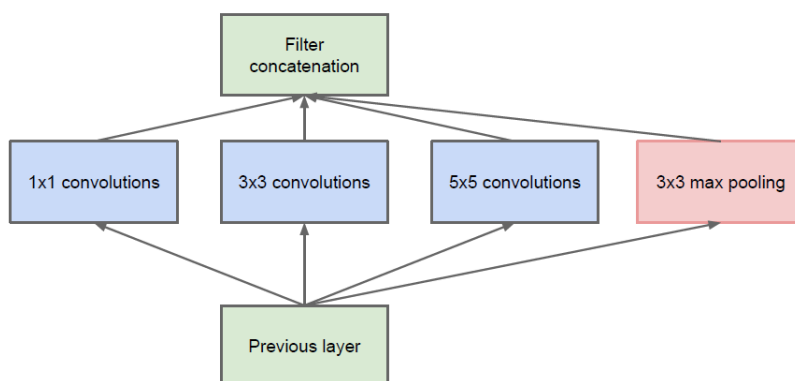 Filter
concatenation
1x1 convolutions
3x3 convolutions
5x5 convolutions
3x3 max pooling
Previous layer